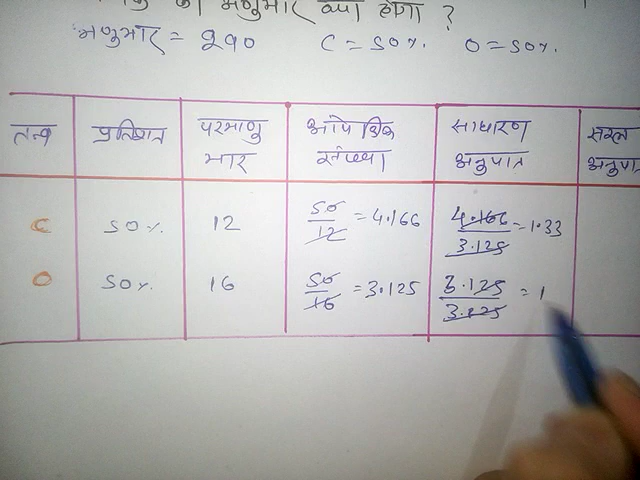 का अणुभार क्या होगा ?
अणुभार = 290 C = 50 %. O = 50 %.
तत्व प्रतिशत परमाणु भार आपेक्षिक संख्या साधारण अनुपात सरल अनुपात
C 50 %. 12 50/12 = 4.166 4.166/3.125 = 1.33
O 50 %. 16 50/16 = 3.125 3.125/3.125 = 1